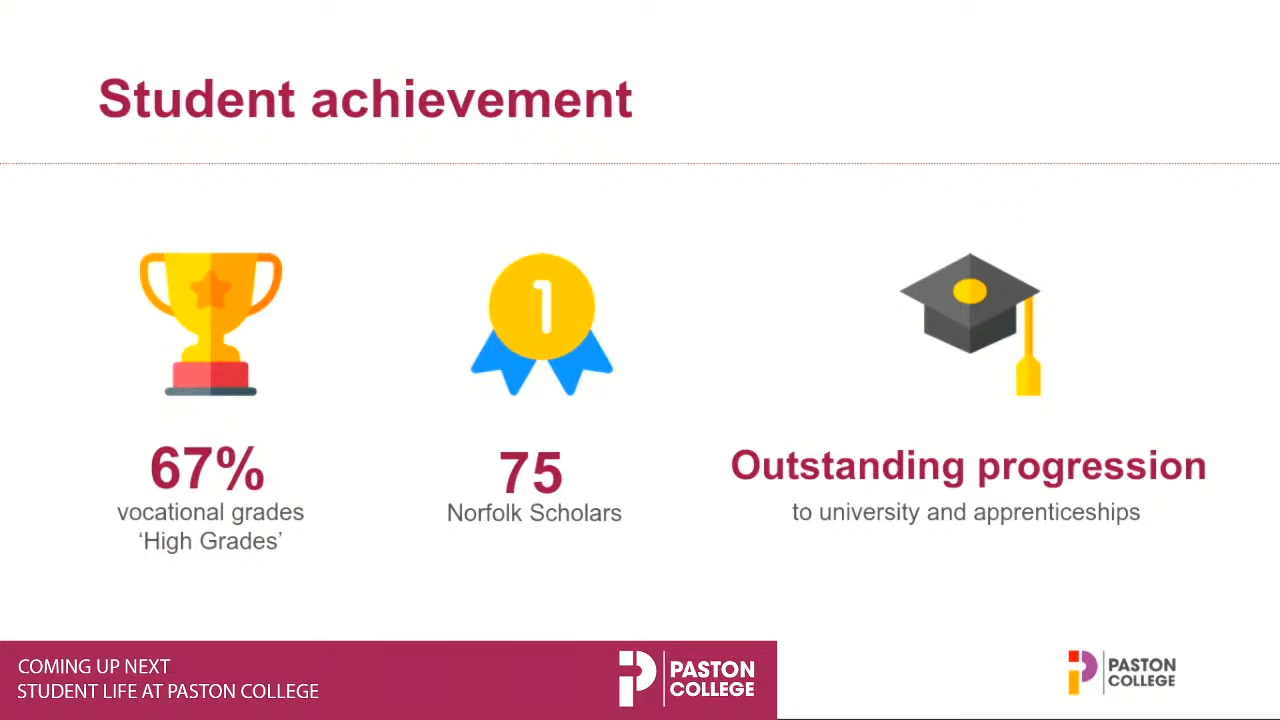 Student achievement
1
67%
vocational grades
‘High Grades’
75
Norfolk Scholars
Outstanding progression
to university and apprenticeships
COMING UP NEXT
STUDENT LIFE AT PASTON COLLEGE
PASTON
COLLEGE
PASTON
COLLEGE